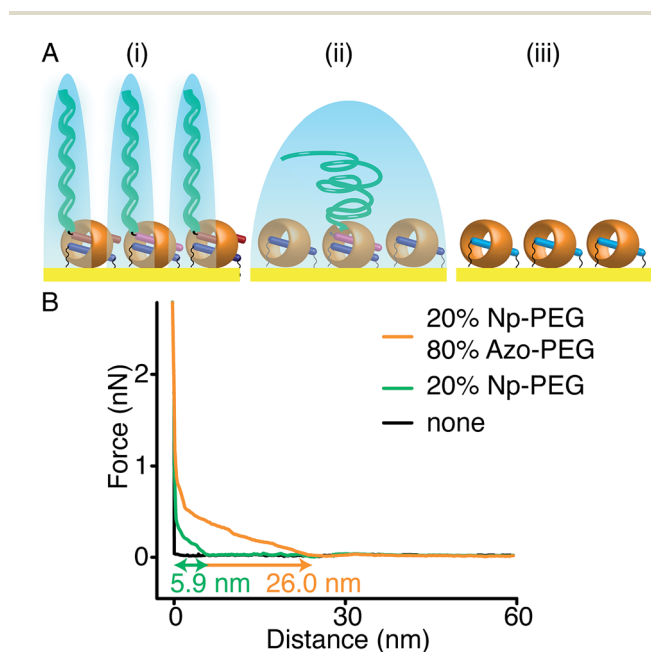 A (i) (ii) (iii)
B
20% Np-PEG
80% Azo-PEG
20% Np-PEG
none
Force (nN)
2
1
0
5.9 nm 26.0 nm
0 30 60
Distance (nm)